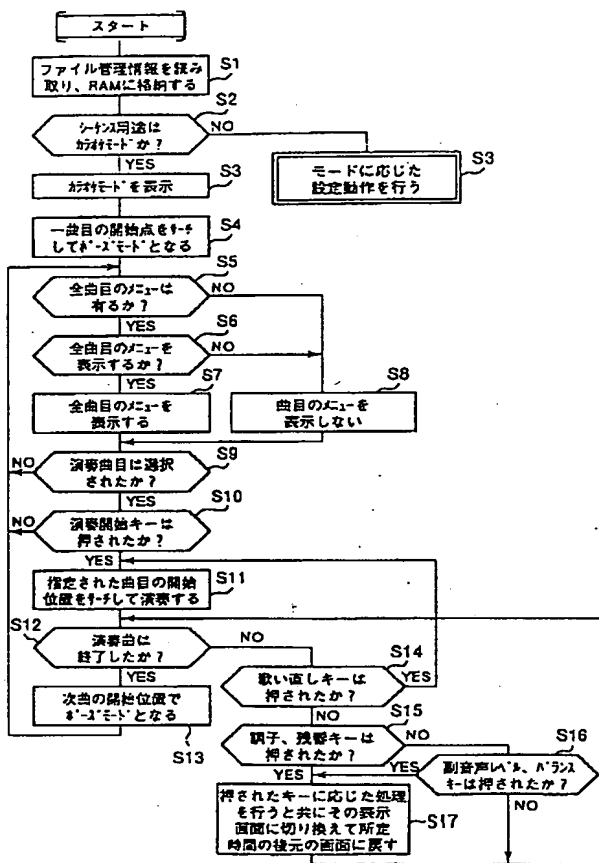 スタート
S1
ファイル管理情報を読み
取り、RAMに格納する
S2
シーケンス用途は
カラオケモードか?
NO
YES
S3
カラオケモードを表示
S3
モードに応じた
設定動作を行う
S4
一曲目の開始点をサーチ
してポーズモードとなる
S5
全曲目のメニューは
有るか?
NO
YES
S6
全曲目のメニューを
表示するか?
NO
YES
S7
全曲目のメニューを
表示する
S8
曲目のメニューを
表示しない
S9
NO
演奏曲目は選択
されたか?
YES
S10
NO
演奏開始キーは
押されたか?
YES
S11
指定された曲目の開始
位置をサーチして演奏する
S12
演奏曲は
終了したか?
NO
YES
次曲の開始位置で
ポーズモードとなる
S13
S14
歌い直しキーは
押されたか?
YES
NO
S15
調子、残響キーは
押されたか?
NO
YES
S16
副音声レベル、バランス
キーは押されたか?
YES
NO
押されたキーに応じた処理
を行うと共にその表示
画面に切り換えて所定
時間の後元の画面に戻す
S17